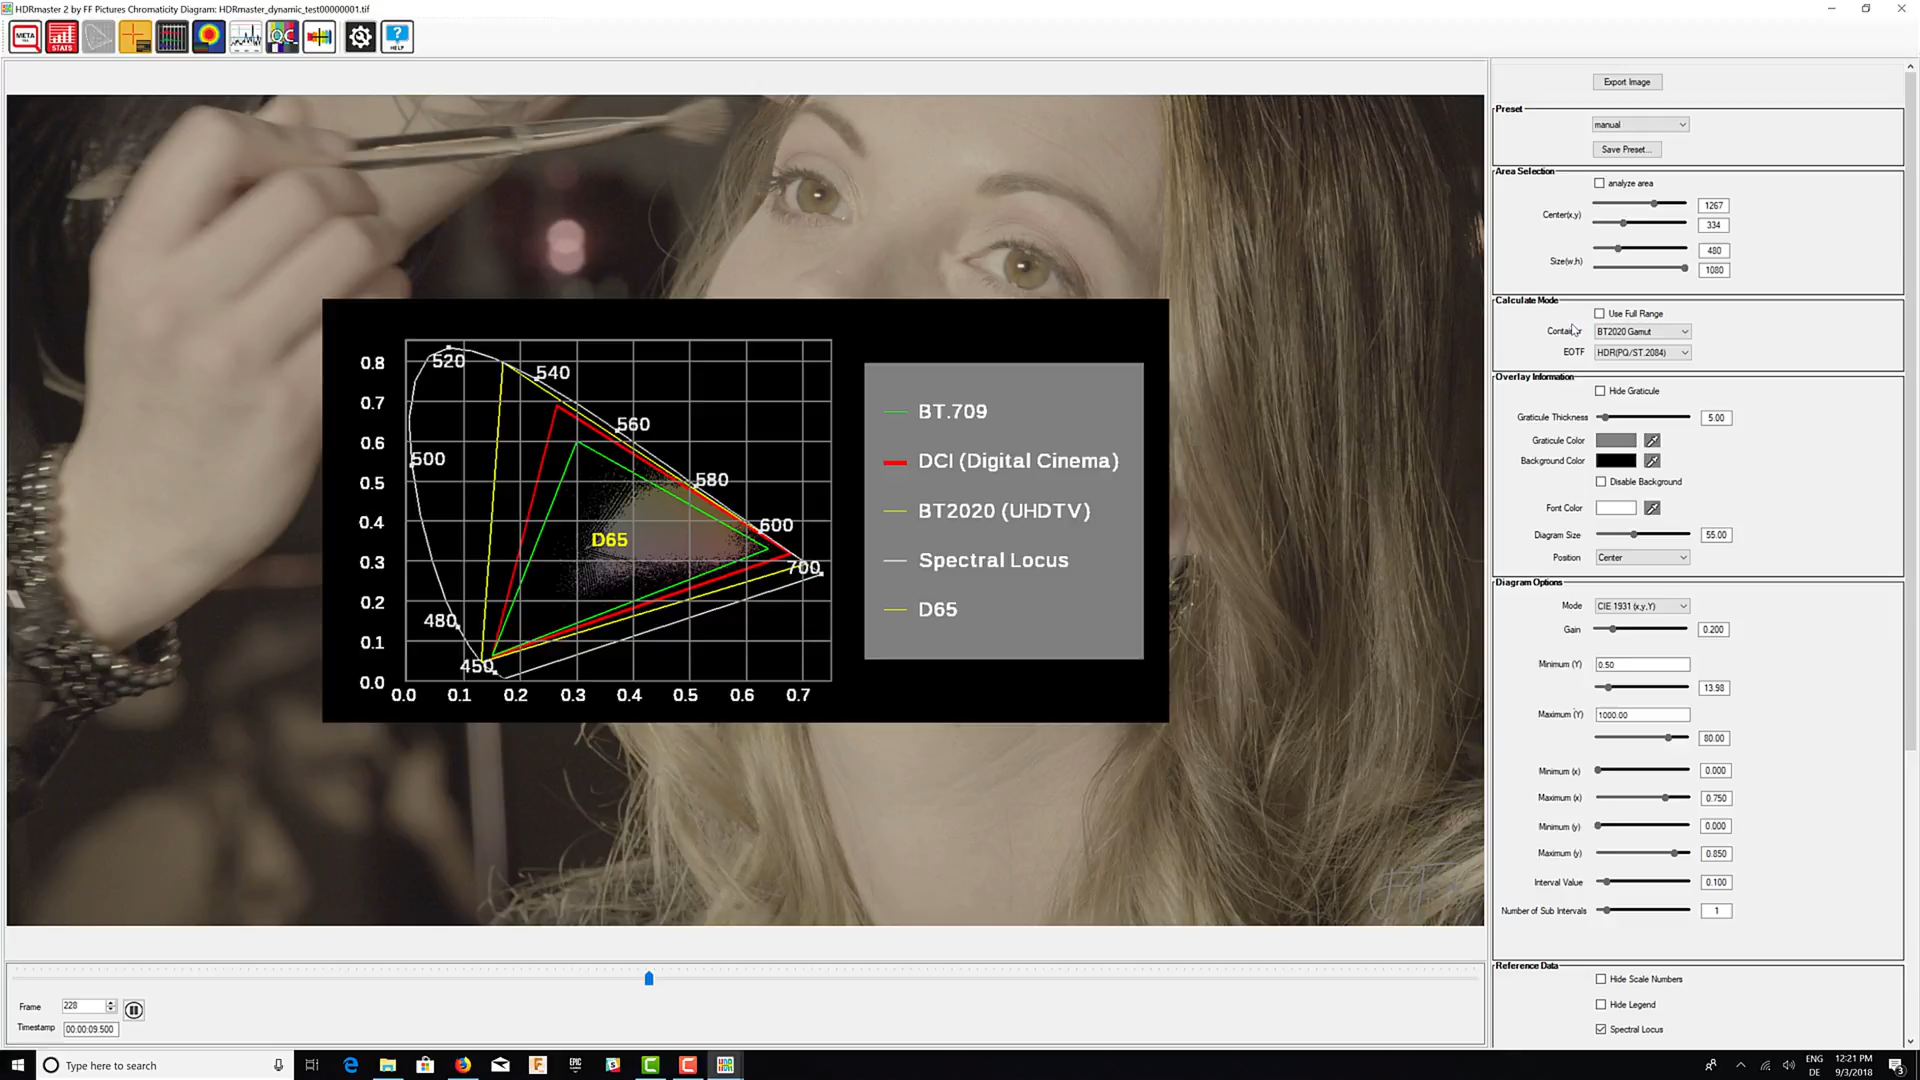 HDRmaster 2 by FF Pictures Chromaticity Diagram: HDRmaster_dynamic_test00000001.tif
META
STATS
QC
HELP
Export Image
Preset
manual
Save Preset...
Area Selection
analyze area
Center(x,y)
1267
334
Size(w,h)
480
1080
Calculate Mode
Use Full Range
Container
BT2020 Gamut
EOTF
HDR(PQ/ST.2084)
Overlay Information
Hide Graticule
Graticule Thickness
5.00
Graticule Color
Background Color
Disable Background
Font Color
Diagram Size
55.00
Position
Center
Diagram Options
Mode
CIE 1931 (x,y,Y)
Gain
0.200
Minimum (Y)
0.50
13.98
Maximum (Y)
1000.00
80.00
Minimum (x)
0.000
Maximum (x)
0.750
Minimum (y)
0.000
Maximum (y)
0.850
Interval Value
0.100
Number of Sub Intervals
1
Reference Data
Hide Scale Numbers
Hide Legend
Spectral Locus
0.8
0.7
0.6
0.5
0.4
0.3
0.2
0.1
0.0
0.0 0.1 0.2 0.3 0.4 0.5 0.6 0.7
520
540
560
500
580
600
D65
700
480
450
BT.709
DCI (Digital Cinema)
BT2020 (UHDTV)
Spectral Locus
D65
Frame
228
Timestamp
00:00:09.500
Type here to search
EPIC
ENG
DE
12:21 PM
9/3/2018
3